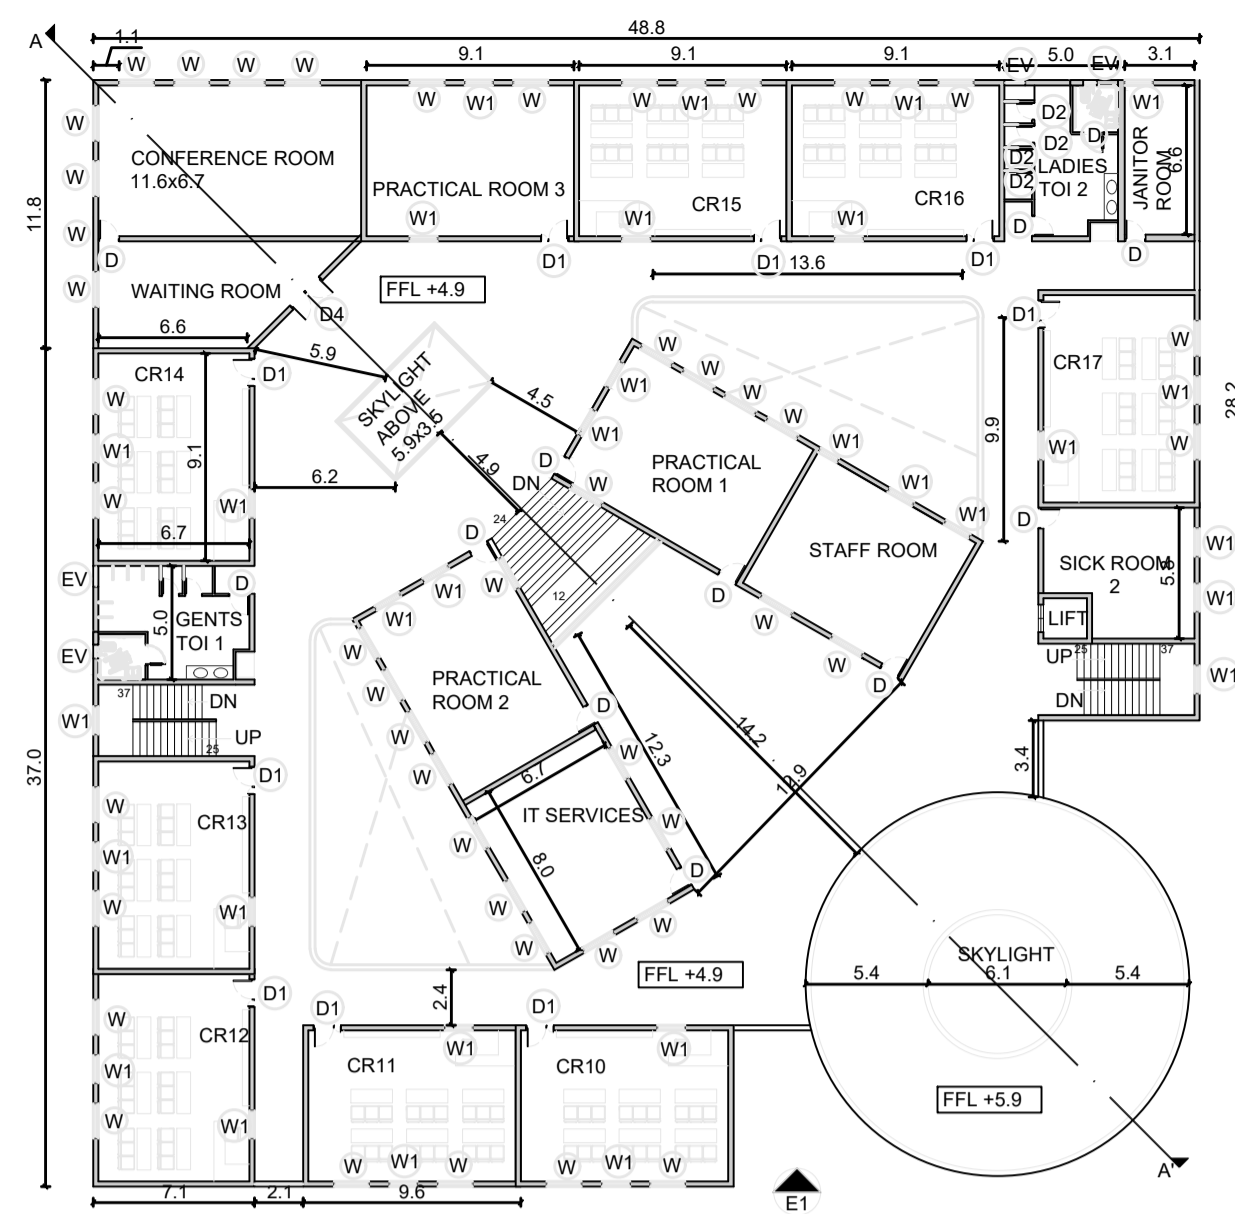 A
1.1
48.8
9.1
9.1
9.1
5.0
3.1
W W W W
EV
EV
W
W1
W
W
W1
W
W
W1
W
D2
D
W1
W
D2
CONFERENCE ROOM
11.6x6.7
PRACTICAL ROOM 3
D2
LADIES
TOI 2
JANITOR
ROOM
6.6
W
D2
CR15
CR16
11.8
W
W1
W1
W1
D
D
D
D1
D1
D1
13.6
W
WAITING ROOM
FFL +4.9
D4
D1
6.6
5.9
W
W
W
CR14
D1
SKYLIGHT
ABOVE
5.9x3.5
4.5
W1
W
CR17
W1
28.2
W
W
W1
W1
9.9
W
W1
W
W1
9.1
4.9
D
W
PRACTICAL
ROOM 1
W1
6.2
DN
W
W1
W1
D
24
D
STAFF ROOM
W1
6.7
SICK ROOM
2
5.8
EV
D
W
W1
12
D
W1
5.0
GENTS
TOI 1
W1
W
LIFT
EV
W
W
UP
25
37
W
PRACTICAL
ROOM 2
D
W1
37
DN
DN
W1
D
UP
25
W
W
12.3
14.2
3.4
37.0
D1
W
6.7
12.9
W
CR13
IT SERVICES
W
W1
W
8.0
D
W
W1
W
W
W
W
SKYLIGHT
FFL +4.9
5.4
6.1
5.4
D1
2.4
D1
D1
W
CR12
W1
W1
CR11
CR10
W1
FFL +5.9
W
W1
W
W1
W
W
W1
W
A'
7.1
2.1
9.6
E1